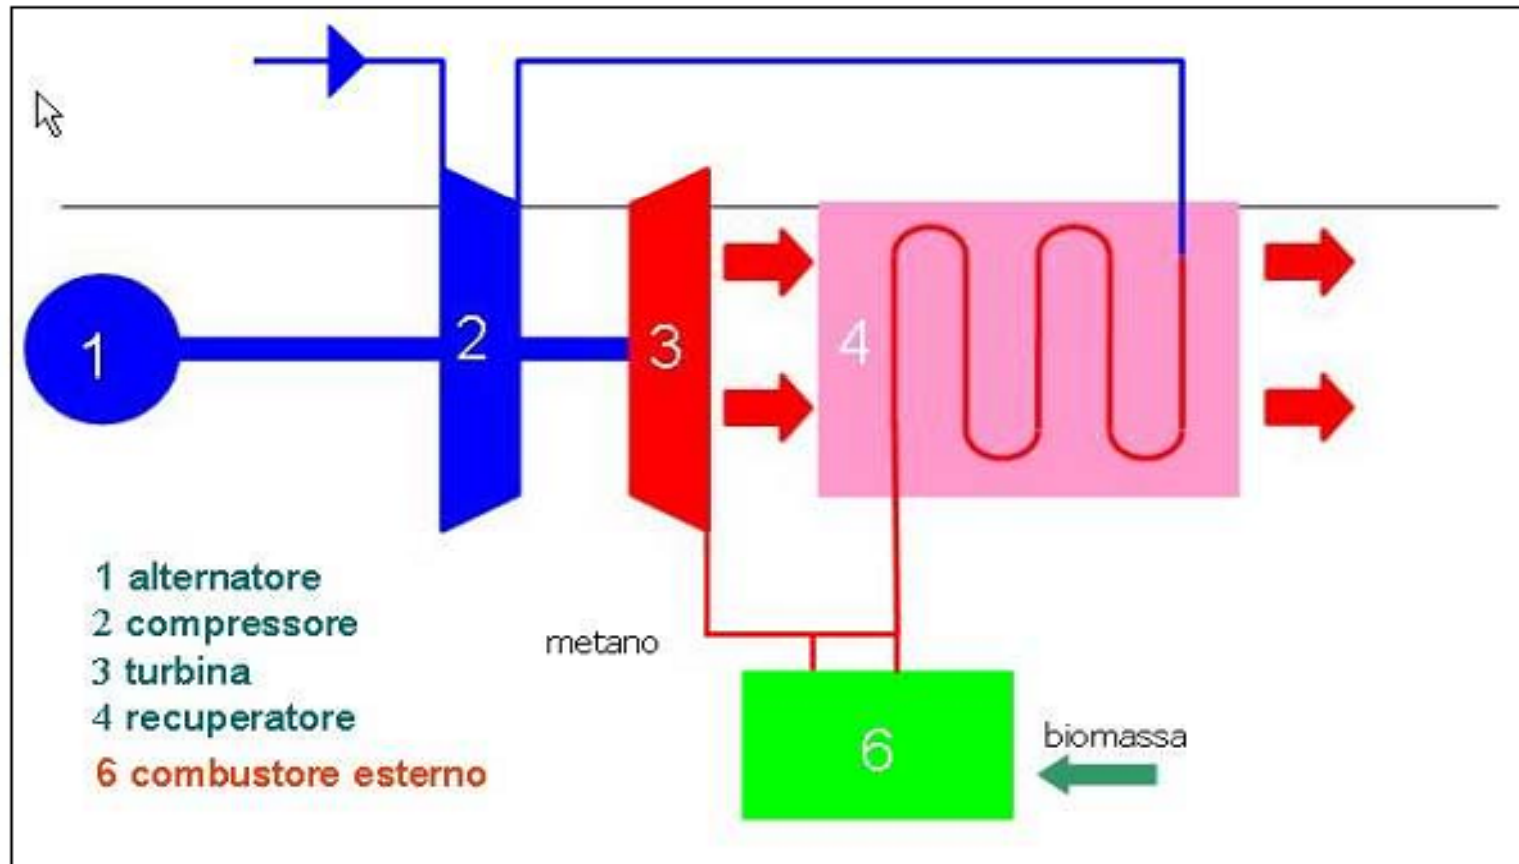 1
2
3
4
1 alternatore
2 compressore
3 turbina
4 recuperatore
6 combustore esterno
metano
6
biomassa